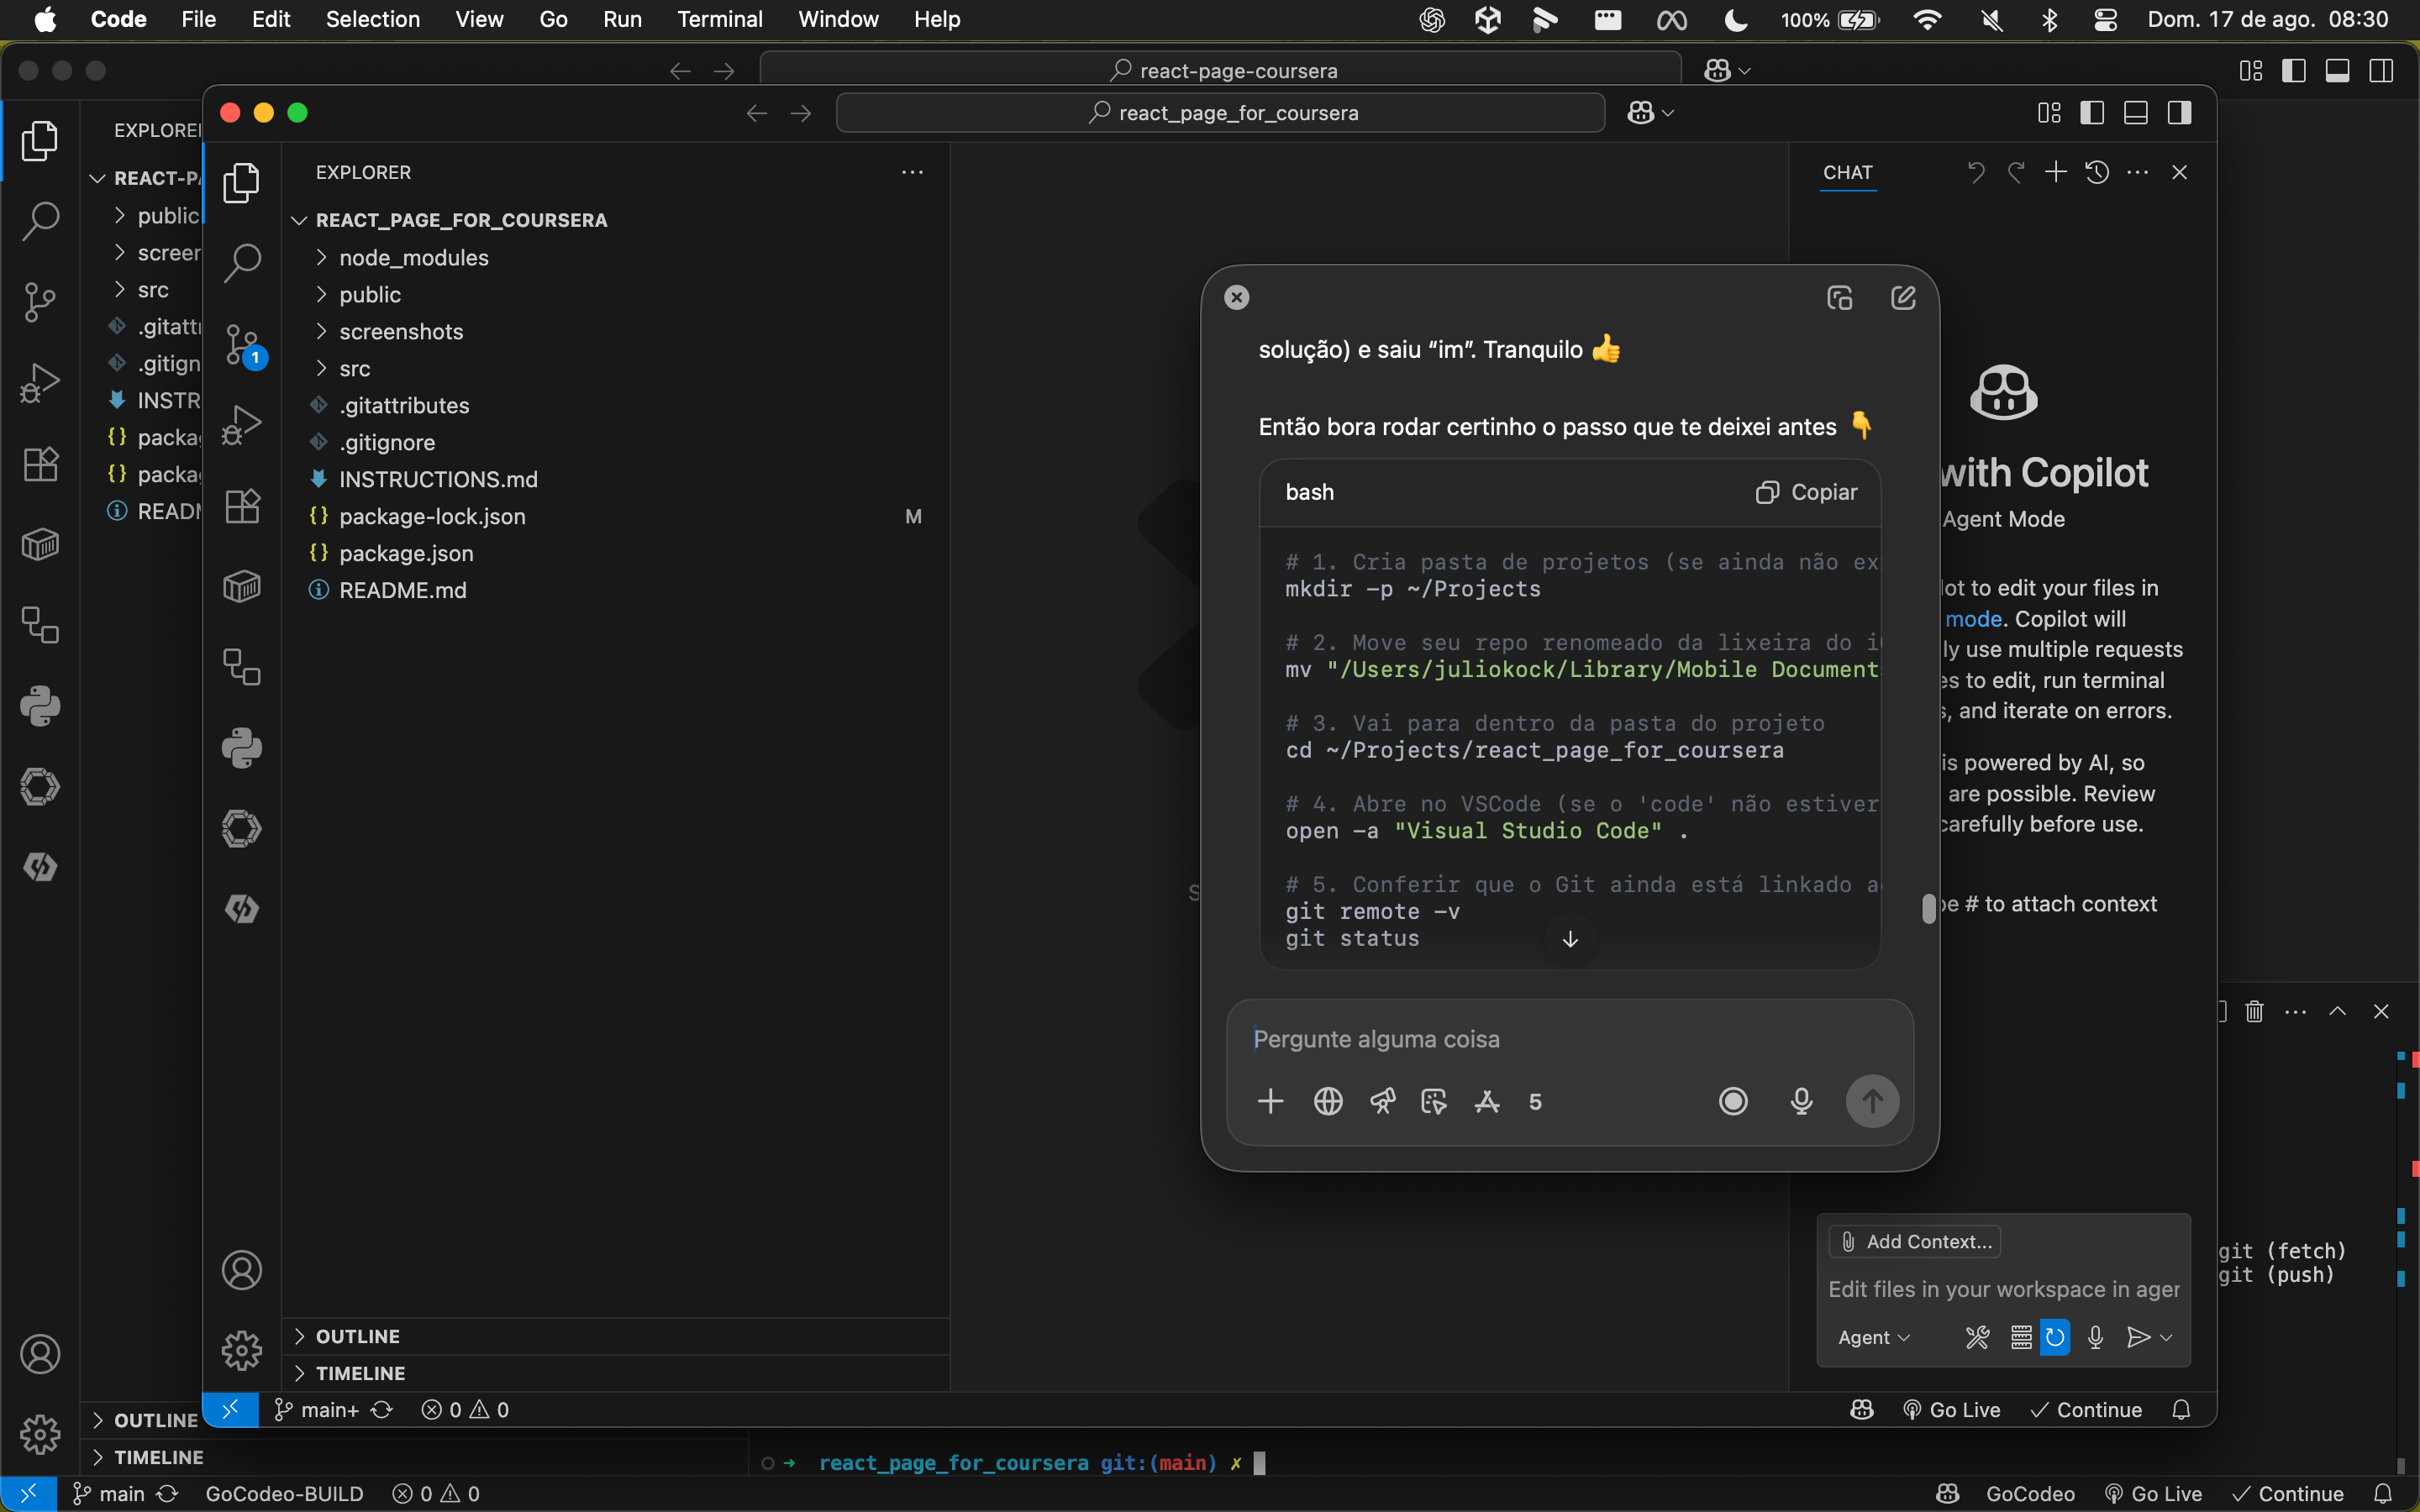 Code File Edit Selection View Go Run Terminal Window Help
100% Dom. 17 de ago. 08:30
react-page-coursera
EXPLORE
REACT-P
public
screen
src
.gitatt
.gitign
INSTR
packa
packa
READ
react_page_for_coursera
EXPLORER
REACT_PAGE_FOR_COURSERA
node_modules
public
screenshots
src
.gitattributes
.gitignore
INSTRUCTIONS.md
package-lock.json M
package.json
README.md
1
OUTLINE
TIMELINE
main+ 0 0
Go Live Continue
CHAT
with Copilot
Agent Mode
ot to edit your files in
mode. Copilot will
ly use multiple requests
es to edit, run terminal
s, and iterate on errors.
is powered by AI, so
are possible. Review
carefully before use.
e # to attach context
Add Context...
Edit files in your workspace in agen
Agent
solução) e saiu “im”. Tranquilo 👍
Então bora rodar certinho o passo que te deixei antes 👇
bash Copiar
# 1. Cria pasta de projetos (se ainda não ex
mkdir -p ~/Projects
# 2. Move seu repo renomeado da lixeira do i
mv "/Users/juliokock/Library/Mobile Document
# 3. Vai para dentro da pasta do projeto
cd ~/Projects/react_page_for_coursera
# 4. Abre no VSCode (se o 'code' não estiver
open -a "Visual Studio Code" .
# 5. Conferir que o Git ainda está linkado a
git remote -v
git status
Pergunte alguma coisa
5
git (fetch)
git (push)
OUTLINE
TIMELINE
react_page_for_coursera git:(main) ✗
main GoCodeo-BUILD 0 0
GoCodeo Go Live Continue